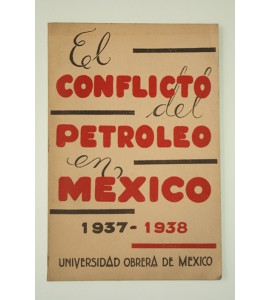 El
CONFLICTO
del
PETROLEO
en
MEXICO
1937-1938
UNIVERSIDAD OBRERA DE MEXICO